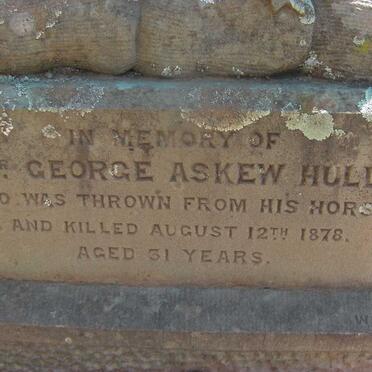 IN MEMORY OF
GEORGE ASKEW HULL
WAS THROWN FROM HIS HORS
AND KILLED AUGUST 12TH 1878.
AGED 31 YEARS.